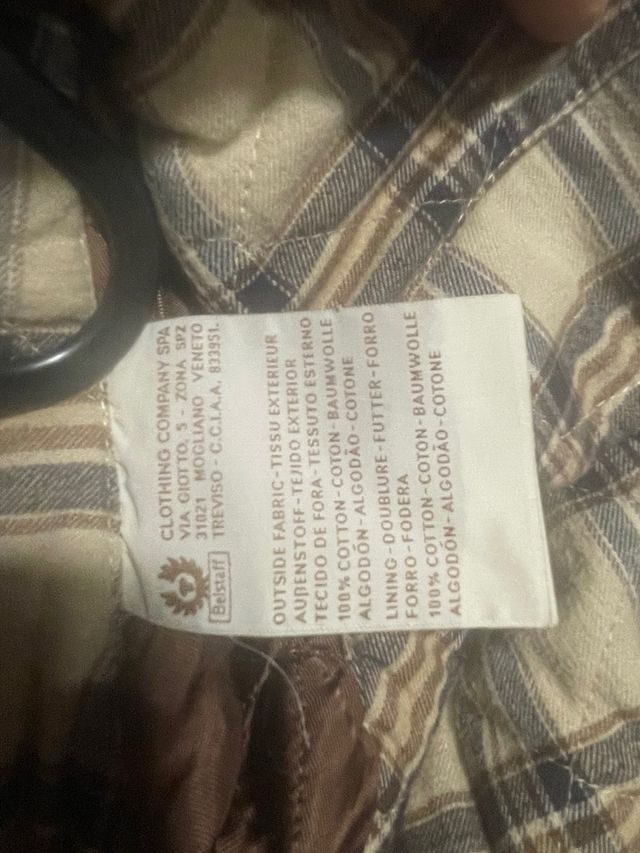 CLOTHING COMPANY SPA
VIA GIOTTO, 5 - ZONA SPZ
31021 MOGLIANO VENETO
TREVISO - C.C.I.A.A. 833951.
Belstaff
OUTSIDE FABRIC-TISSU EXTERIEUR
AUßENSTOFF-TEJIDO EXTERIOR
TECIDO DE FORA-TESSUTO ESTERNO
100% COTTON-COTON-BAUMWOLLE
ALGODÓN-ALGODÃO-COTONE
LINING-DOUBLURE-FUTTER-FORRO
FORRO-FODERA
100% COTTON-COTON-BAUMWOLLE
ALGODÓN-ALGODÃO-COTONE